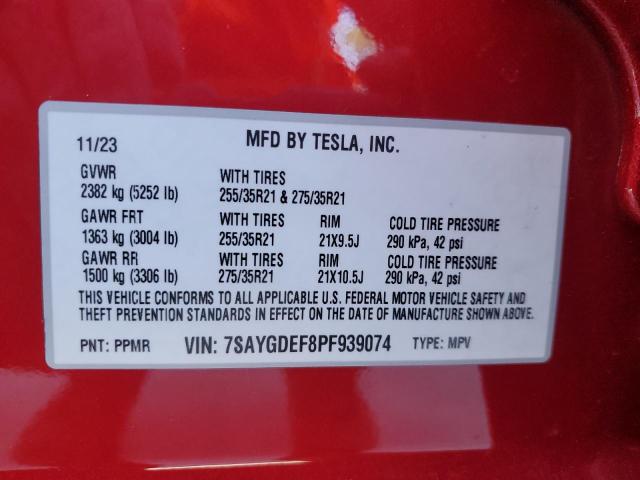 11/23 MFD BY TESLA, INC.
GVWR WITH TIRES
2382 kg (5252 lb) 255/35R21 & 275/35R21
GAWR FRT WITH TIRES RIM COLD TIRE PRESSURE
1363 kg (3004 lb) 255/35R21 21X9.5J 290 kPa, 42 psi
GAWR RR WITH TIRES RIM COLD TIRE PRESSURE
1500 kg (3306 lb) 275/35R21 21X10.5J 290 kPa, 42 psi
THIS VEHICLE CONFORMS TO ALL APPLICABLE U.S. FEDERAL MOTOR VEHICLE SAFETY AND
THEFT PREVENTION STANDARDS IN EFFECT ON THE DATE OF MANUFACTURE SHOWN ABOVE.
PNT: PPMR VIN: 7SAYGDEF8PF939074 TYPE: MPV